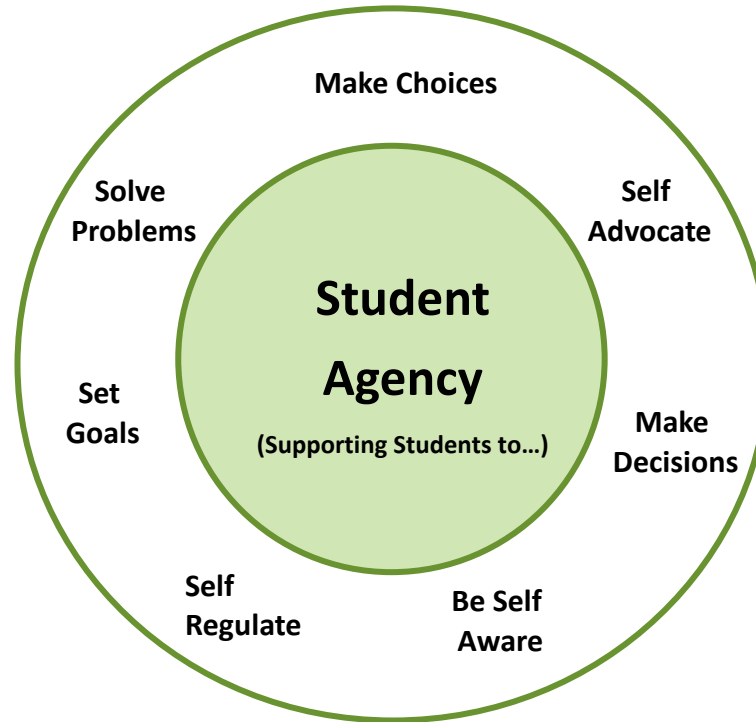 Make Choices
Self
Advocate
Make
Decisions
Be Self
Aware
Self
Regulate
Set
Goals
Solve
Problems
Student
Agency
(Supporting Students to…)